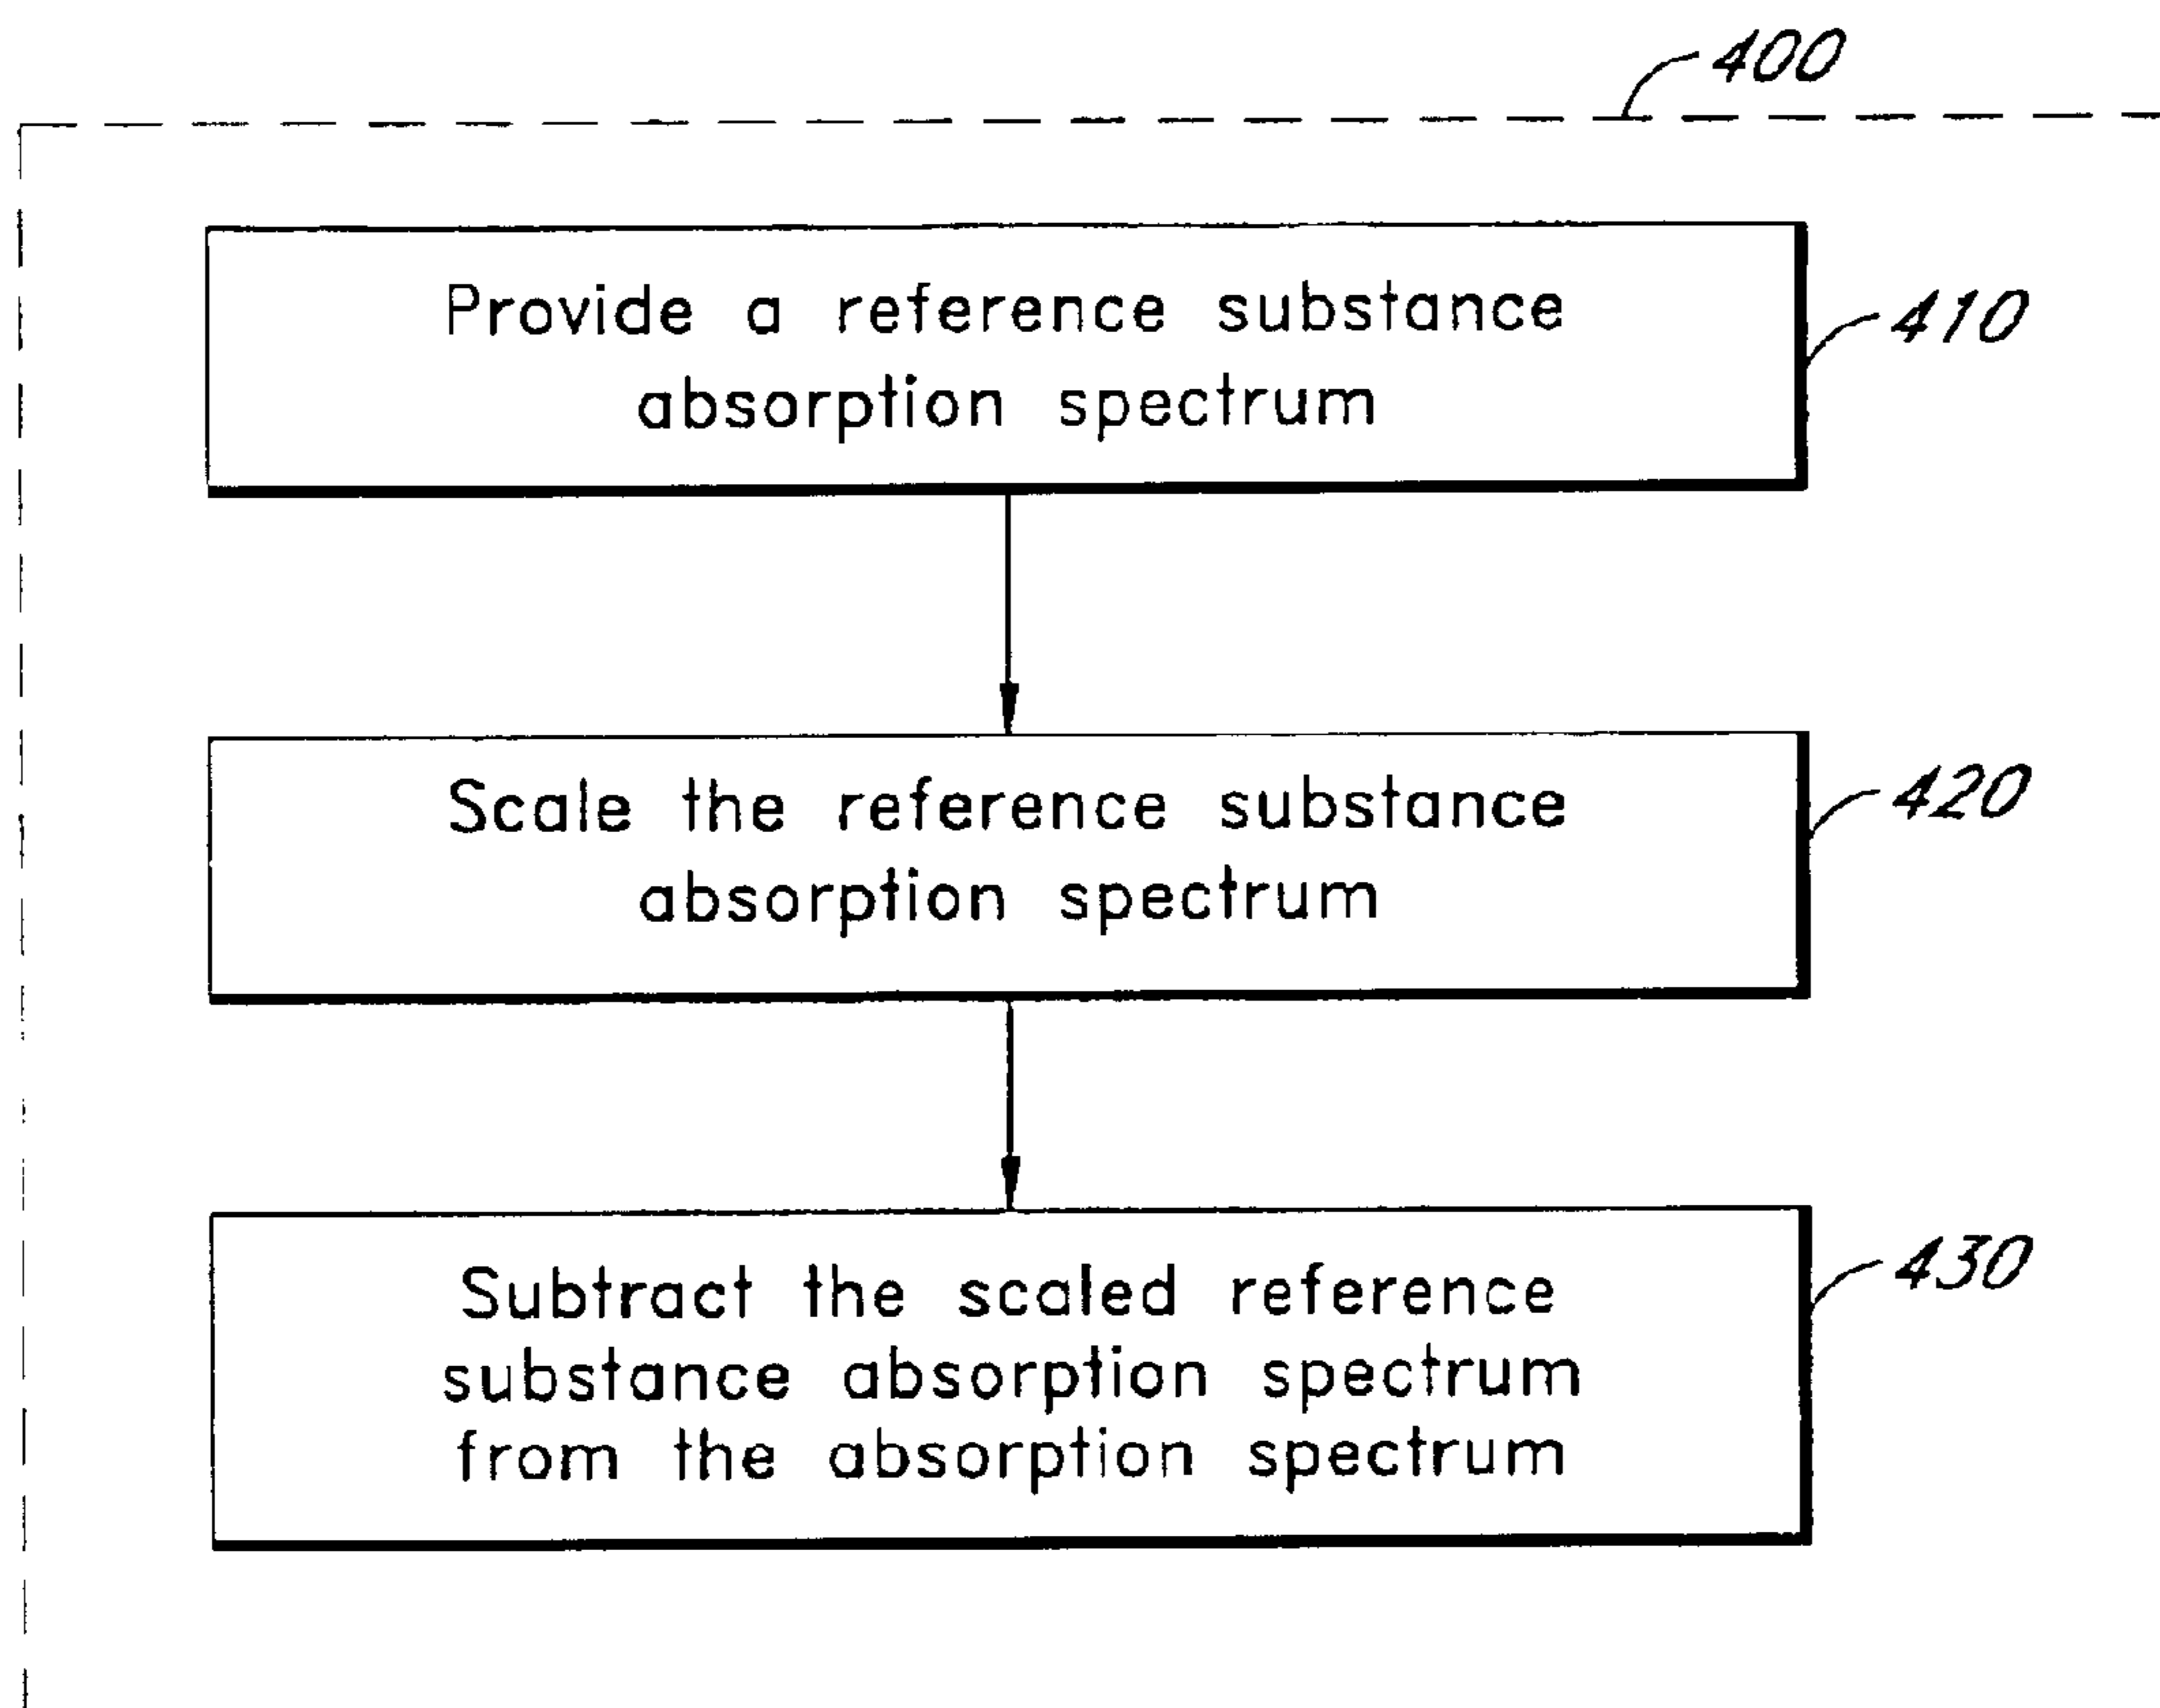 400
Provide a reference substance
absorption spectrum
410
Scale the reference substance
absorption spectrum
420
Subtract the scaled reference
substance absorption spectrum
from the absorption spectrum
430